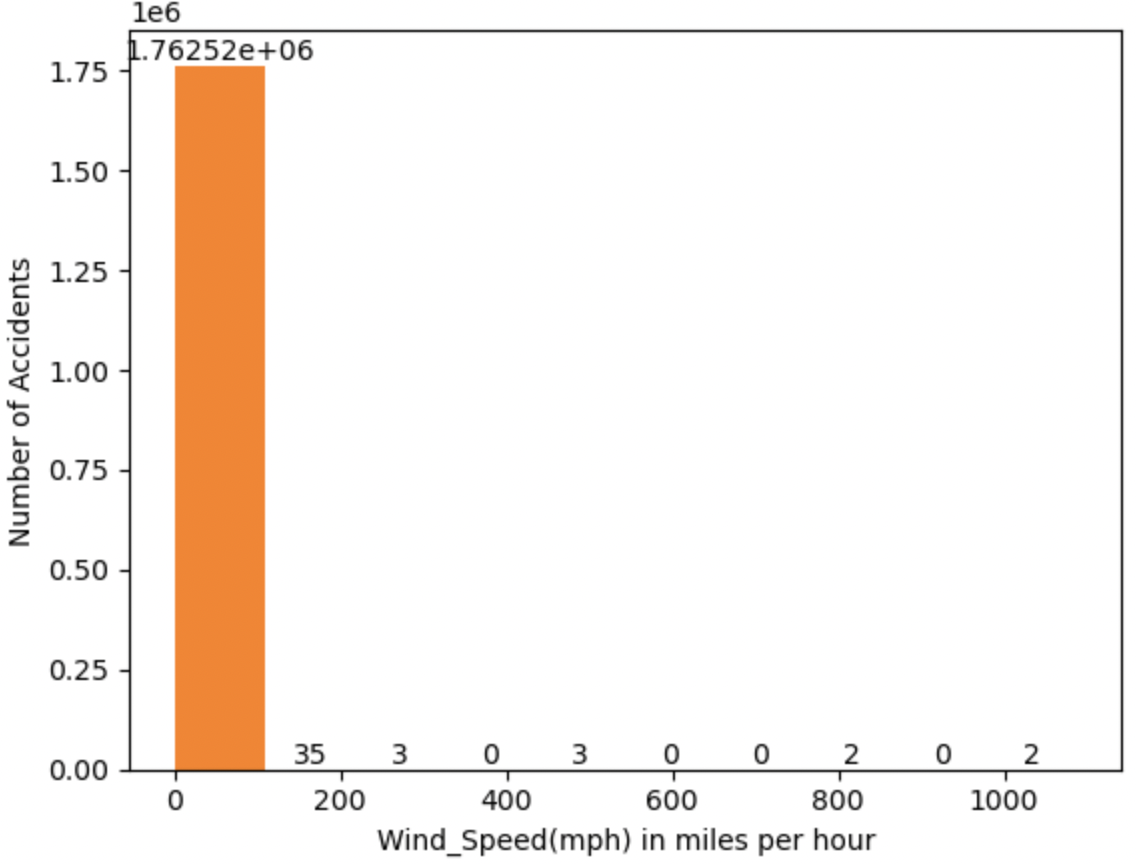 1e6
1.76252e+06
1.75
1.50
1.25
1.00
0.75
0.50
0.25
0.00
Number of Accidents
35 3 0 3 0 0 2 0 2
0 200 400 600 800 1000
Wind_Speed(mph) in miles per hour